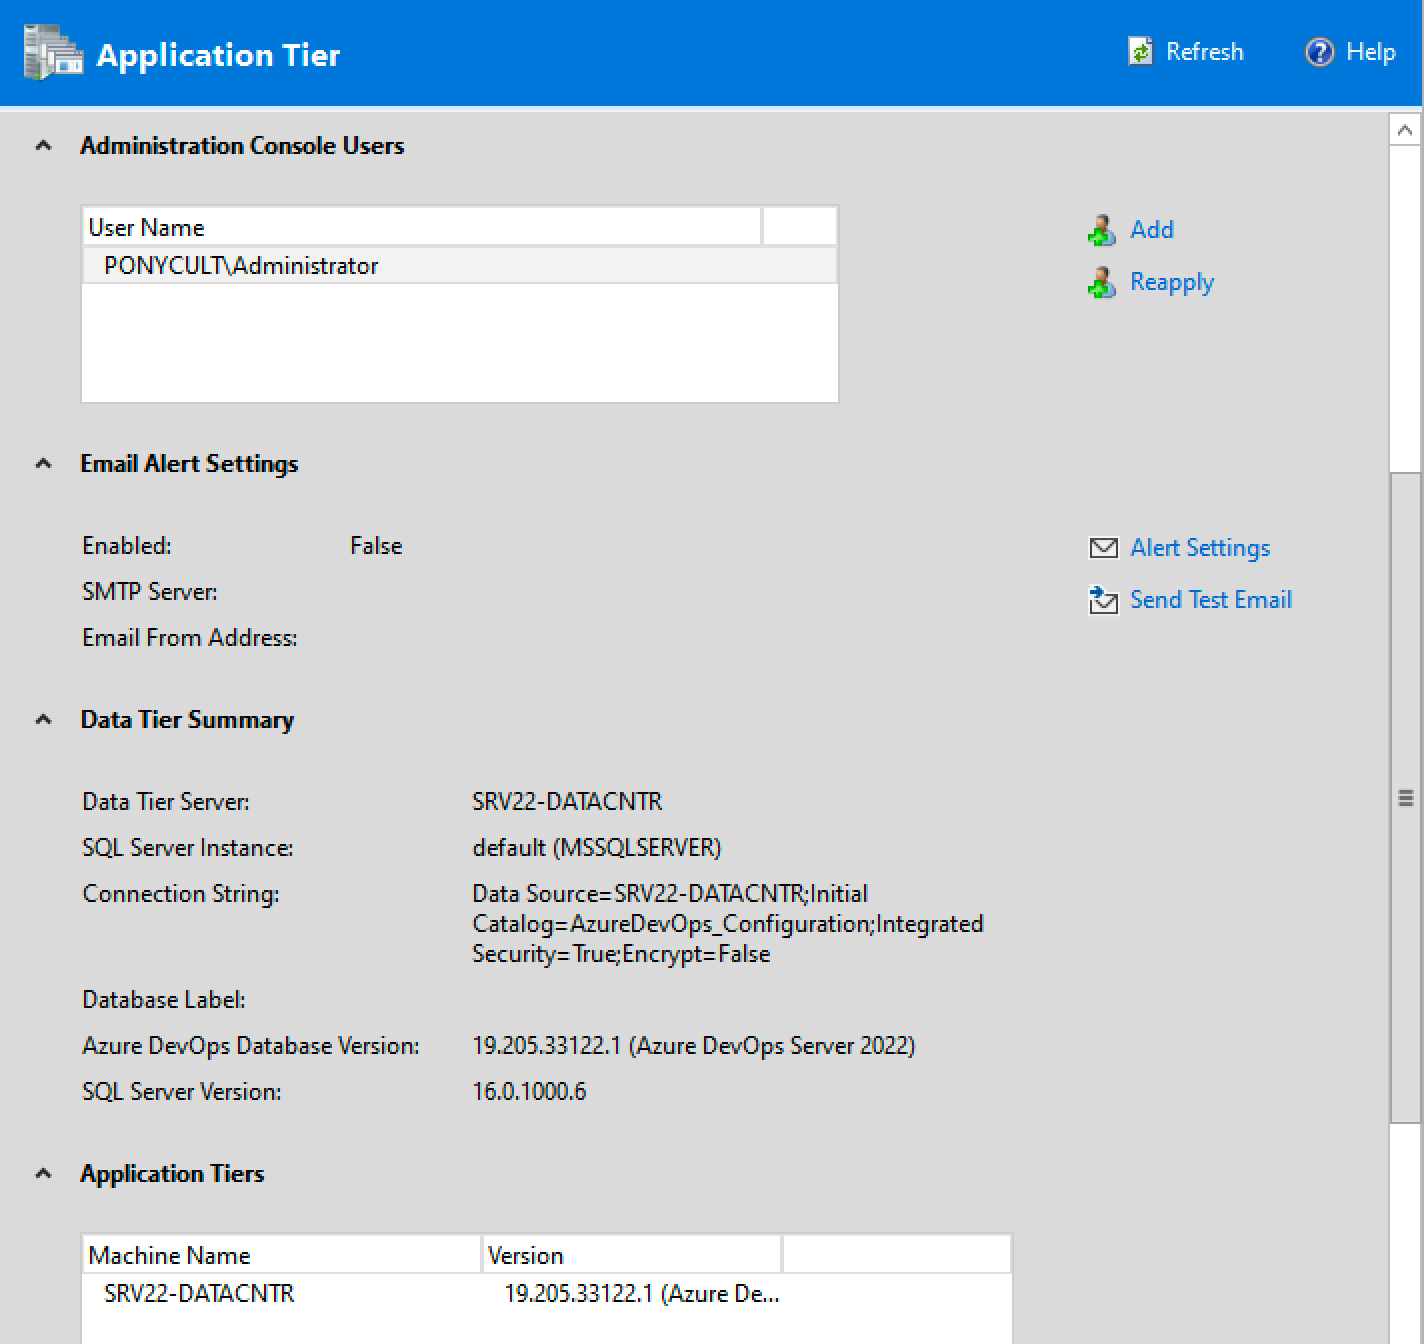 Application Tier
Refresh
Help
Administration Console Users
User Name
PONYCULT\Administrator
Add
Reapply
Email Alert Settings
Enabled: False
SMTP Server:
Email From Address:
Alert Settings
Send Test Email
Data Tier Summary
Data Tier Server: SRV22-DATACNTR
SQL Server Instance: default (MSSQLSERVER)
Connection String: Data Source=SRV22-DATACNTR;Initial
Catalog=AzureDevOps_Configuration;Integrated
Security=True;Encrypt=False
Database Label:
Azure DevOps Database Version: 19.205.33122.1 (Azure DevOps Server 2022)
SQL Server Version: 16.0.1000.6
Application Tiers
Machine Name Version
SRV22-DATACNTR 19.205.33122.1 (Azure De...